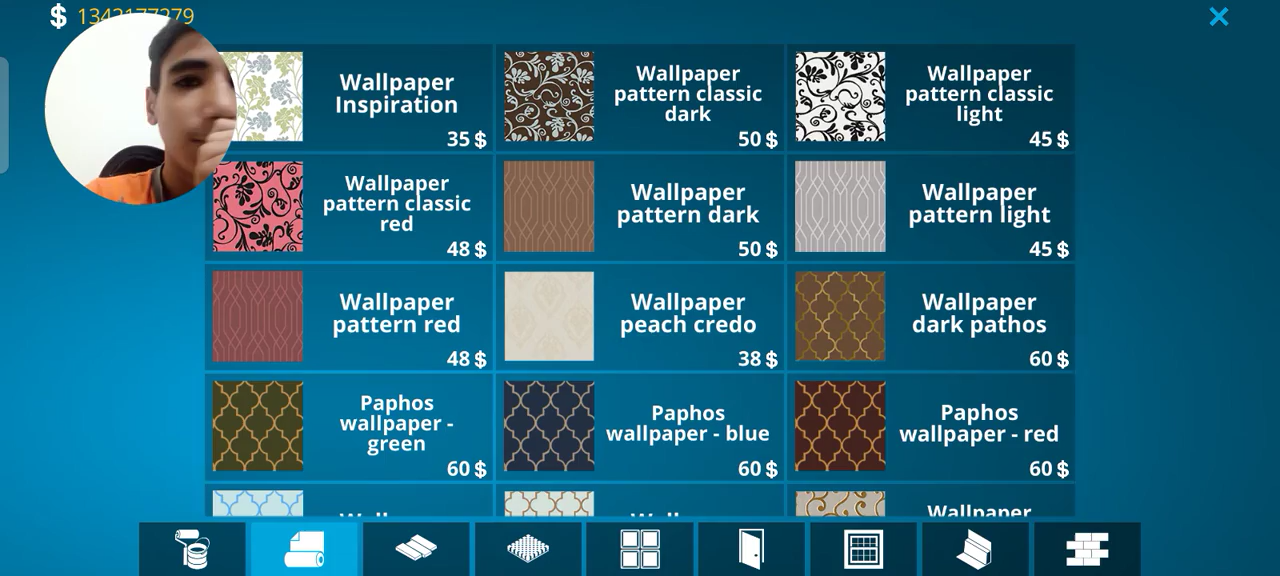 $ 1342177279
Wallpaper
Inspiration
35 $
Wallpaper
pattern classic
dark
50 $
Wallpaper
pattern classic
light
45 $
Wallpaper
pattern classic
red
48 $
Wallpaper
pattern dark
50 $
Wallpaper
pattern light
45 $
Wallpaper
pattern red
48 $
Wallpaper
peach credo
38 $
Wallpaper
dark pathos
60 $
Paphos
wallpaper -
green
60 $
Paphos
wallpaper - blue
60 $
Paphos
wallpaper - red
60 $
Wallpaper